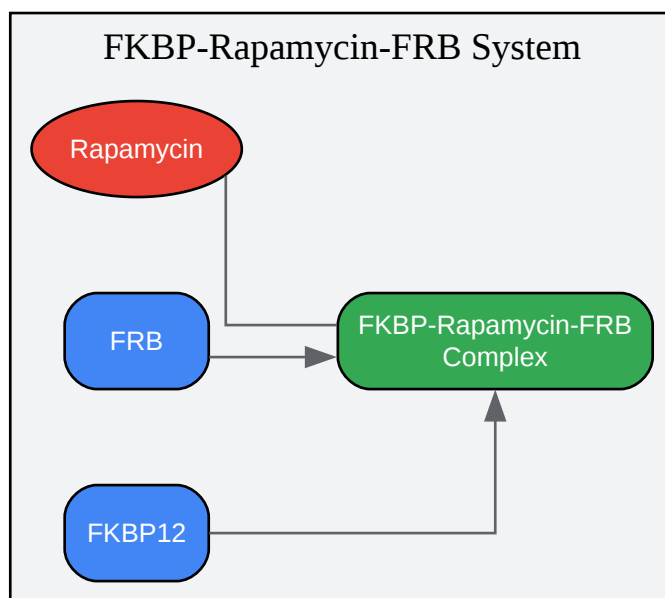 FKBP-Rapamycin-FRB System
Rapamycin
FRB
FKBP-Rapamycin-FRB
Complex
FKBP12